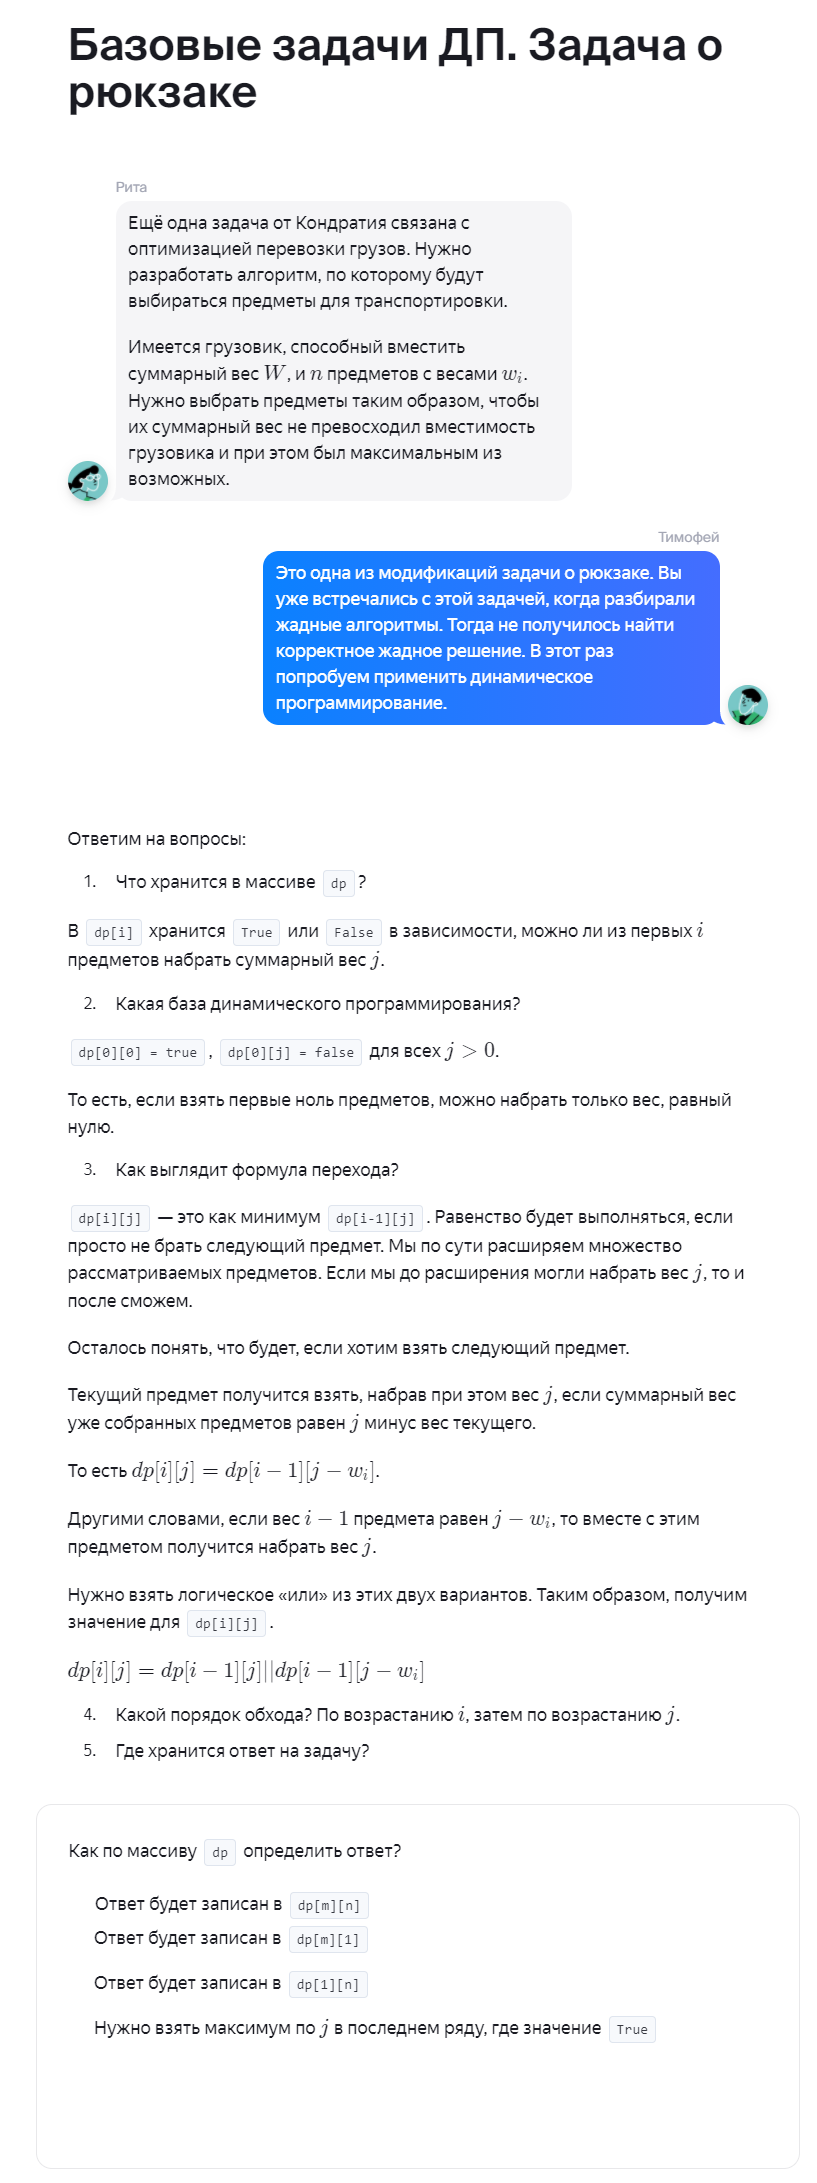 Базовые задачи ДП. Задача о
рюкзаке
Рита
Ещё одна задача от Кондратия связана с
оптимизацией перевозки грузов. Нужно
разработать алгоритм, по которому будут
выбираться предметы для транспортировки.
Имеется грузовик, способный вместить
суммарный вес W, и n предметов с весами wᵢ.
Нужно выбрать предметы таким образом, чтобы
их суммарный вес не превосходил вместимость
грузовика и при этом был максимальным из
возможных.
Тимофей
Это одна из модификаций задачи о рюкзаке. Вы
уже встречались с этой задачей, когда разбирали
жадные алгоритмы. Тогда не получилось найти
корректное жадное решение. В этот раз
попробуем применить динамическое
программирование.
Ответим на вопросы:
1. Что хранится в массиве dp?
В dp[i] хранится True или False в зависимости, можно ли из первых i
предметов набрать суммарный вес j.
2. Какая база динамического программирования?
dp[0][0] = true, dp[0][j] = false для всех j > 0.
То есть, если взять первые ноль предметов, можно набрать только вес, равный
нулю.
3. Как выглядит формула перехода?
dp[i][j] — это как минимум dp[i-1][j]. Равенство будет выполняться, если
просто не брать следующий предмет. Мы по сути расширяем множество
рассматриваемых предметов. Если мы до расширения могли набрать вес j, то и
после сможем.
Осталось понять, что будет, если хотим взять следующий предмет.
Текущий предмет получится взять, набрав при этом вес j, если суммарный вес
уже собранных предметов равен j минус вес текущего.
То есть dp[i][j] = dp[i − 1][j − wᵢ].
Другими словами, если вес i − 1 предмета равен j − wᵢ, то вместе с этим
предметом получится набрать вес j.
Нужно взять логическое «или» из этих двух вариантов. Таким образом, получим
значение для dp[i][j].
dp[i][j] = dp[i − 1][j]||dp[i − 1][j − wᵢ]
4. Какой порядок обхода? По возрастанию i, затем по возрастанию j.
5. Где хранится ответ на задачу?
Как по массиву dp определить ответ?
Ответ будет записан в dp[m][n]
Ответ будет записан в dp[m][1]
Ответ будет записан в dp[1][n]
Нужно взять максимум по j в последнем ряду, где значение True